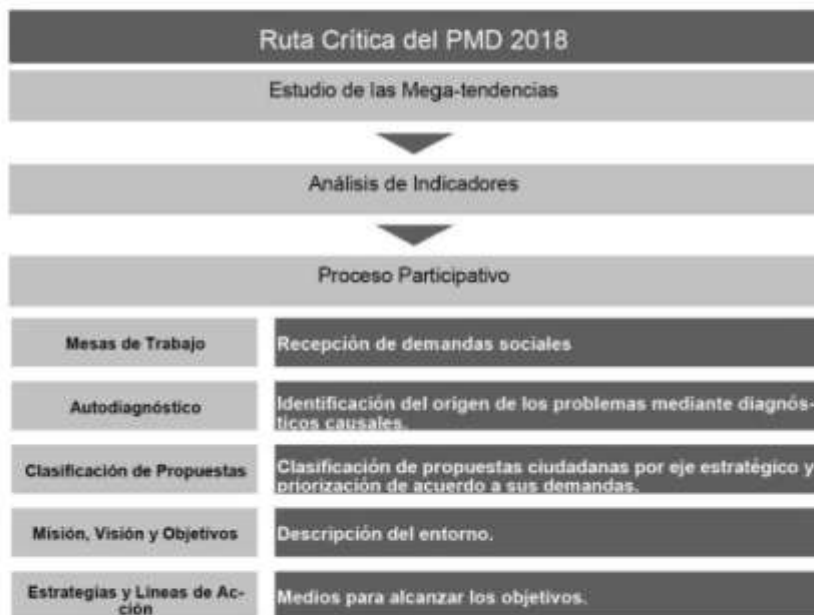 Ruta Crítica del PMD 2018
Estudio de las Mega-tendencias
Análisis de Indicadores
Proceso Participativo
Mesas de Trabajo
Recepción de demandas sociales
Autodiagnóstico
Identificación del origen de los problemas mediante diagnós-
ticos causales.
Clasificación de Propuestas
Clasificación de propuestas ciudadanas por eje estratégico y
priorización de acuerdo a sus demandas.
Misión, Visión y Objetivos
Descripción del entorno.
Estrategias y Lineas de Ac-
ción
Medios para alcanzar los objetivos.